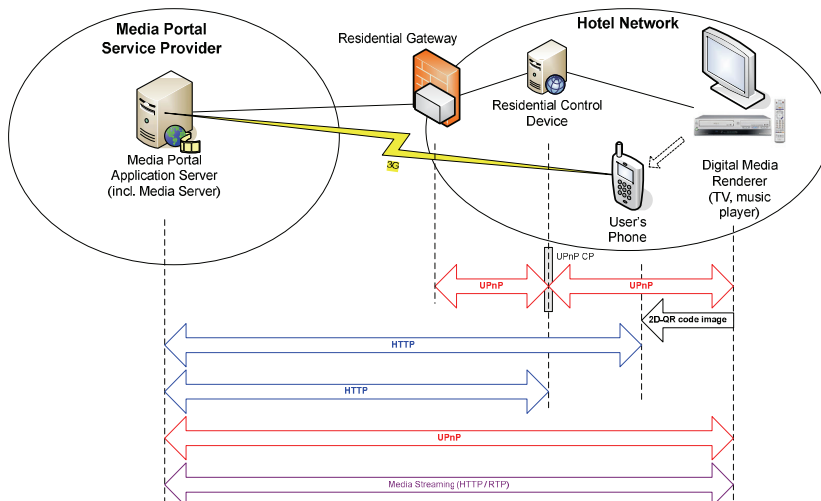 Media Portal
Service Provider
Hotel Network
Residential Gateway
Residential Control
Device
Media Portal
Application Server
(incl. Media Server)
3G
Digital Media
Renderer
(TV, music
player)
User's
Phone
UPnP CP
UPnP
UPnP
2D-QR code image
HTTP
HTTP
UPnP
Media Streaming (HTTP / RTP)